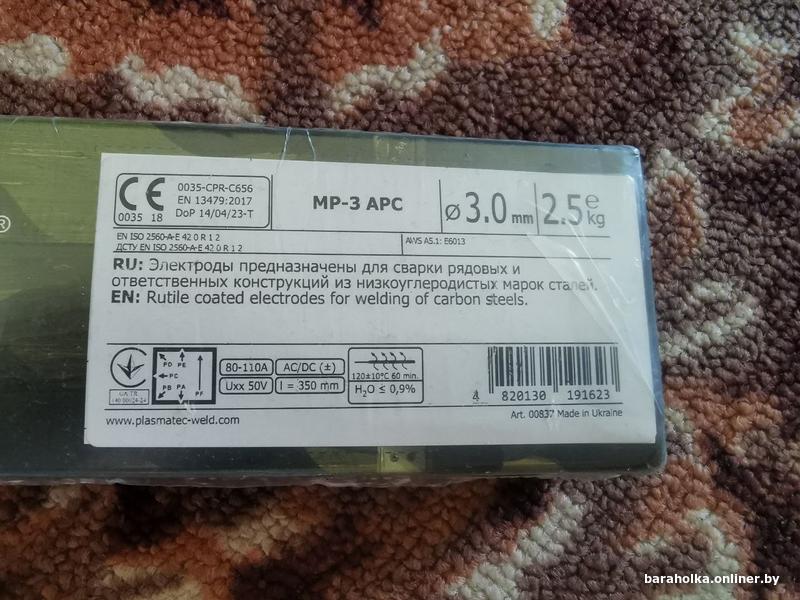 ®
CE
0035 18
0035-CPR-C656
EN 13479:2017
DoP 14/04/23-T
МР-3 АРС
ø 3.0 mm
2.5 e kg
EN ISO 2560-A-E 42 0 R 1 2
ДСТУ EN ISO 2560-A-E 42 0 R 1 2
AWS A5.1: E6013
RU: Электроды предназначены для сварки рядовых и
ответственных конструкций из низкоуглеродистых марок сталей.
EN: Rutile coated electrodes for welding of carbon steels.
UA TR
PD PE
PC
PB PA PF
80-110A
AC/DC (±)
Uxx 50V
I = 350 mm
120±10°C 60 min.
H₂O ≤ 0,9%
4 820130 191623
www.plasmatec-weld.com
Art. 00837 Made in Ukraine
baraholka.onliner.by